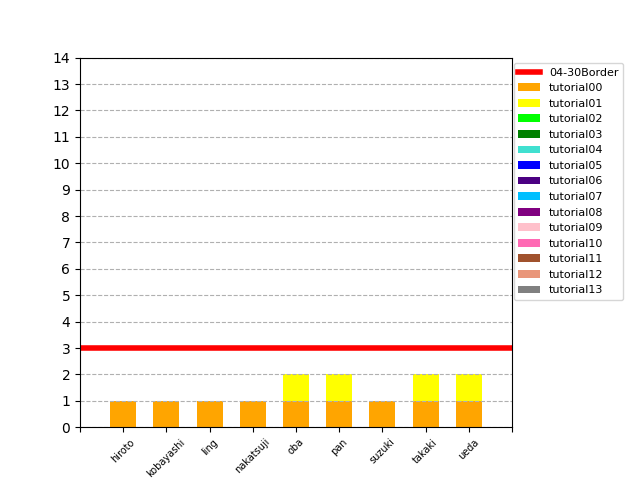 14
13
12
11
10
9
8
7
6
5
4
3
2
1
0
hiroto
kobayashi
ling
nakatsuji
oba
pan
suzuki
takaki
ueda
04-30Border
tutorial00
tutorial01
tutorial02
tutorial03
tutorial04
tutorial05
tutorial06
tutorial07
tutorial08
tutorial09
tutorial10
tutorial11
tutorial12
tutorial13